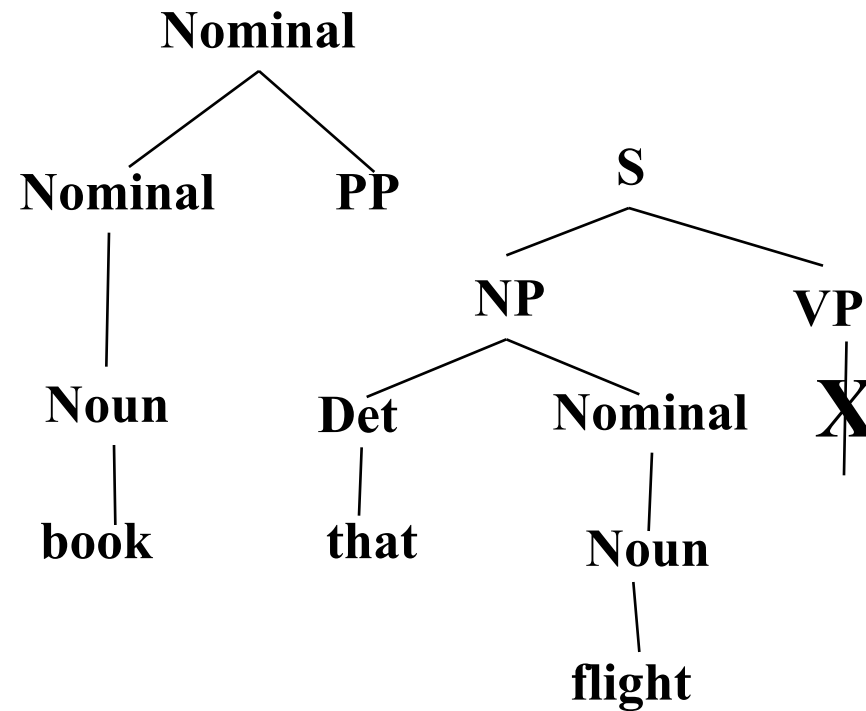 Nominal
Nominal PP
S
NP VP
Noun Det Nominal X
book that Noun
flight